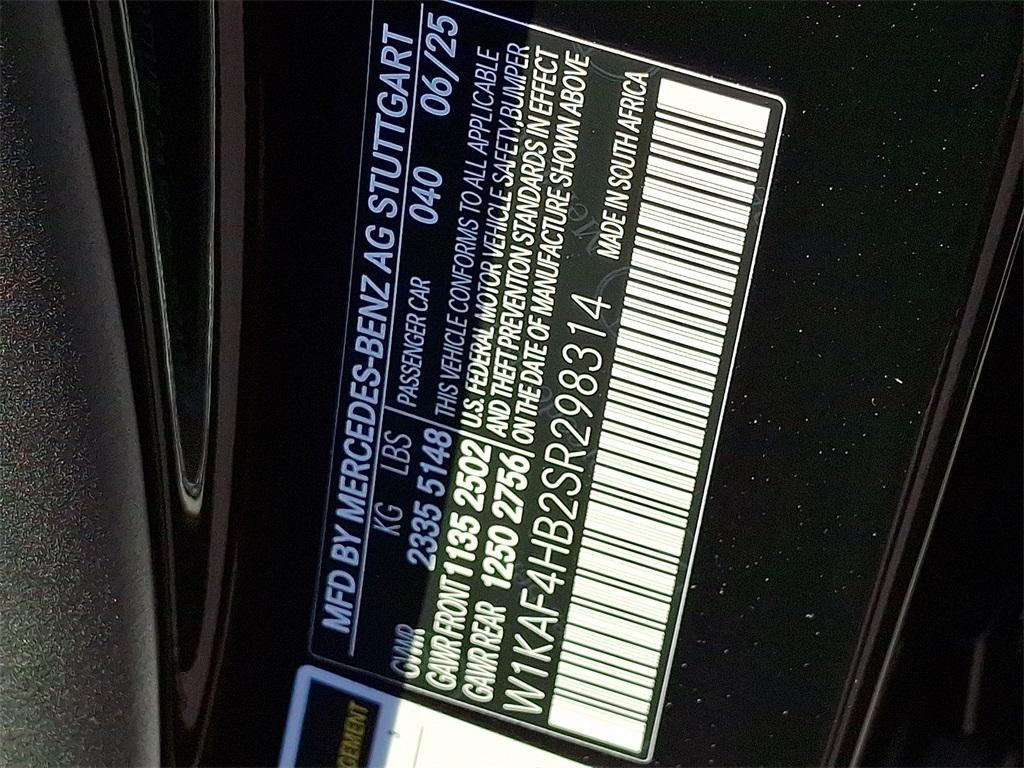 MFD BY MERCEDES-BENZ AG STUTTGART
KG LBS PASSENGER CAR 040 06/25
GVWR 2335 5148 THIS VEHICLE CONFORMS TO ALL APPLICABLE
GAWR FRONT 1135 2502 U.S. FEDERAL MOTOR VEHICLE SAFETY, BUMPER
GAWR REAR 1250 2756 AND THEFT PREVENTION STANDARDS IN EFFECT
ON THE DATE OF MANUFACTURE SHOWN ABOVE
W1KAF4HB2SR298314 MADE IN SOUTH AFRICA